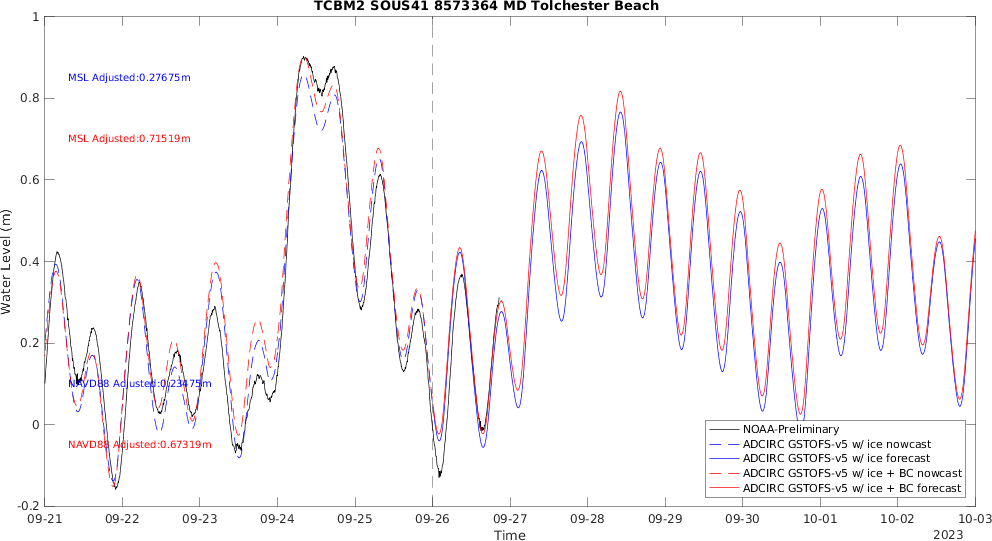 TCBM2 SOUS41 8573364 MD Tolchester Beach
Water Level (m)
1
0.8
0.6
0.4
0.2
0
-0.2
MSL Adjusted:0.27675m
MSL Adjusted:0.71519m
NAVD88 Adjusted:0.23475m
NAVD88 Adjusted:0.67319m
NOAA-Preliminary
ADCIRC GSTOFS-v5 w/ ice nowcast
ADCIRC GSTOFS-v5 w/ ice forecast
ADCIRC GSTOFS-v5 w/ice + BC nowcast
ADCIRC GSTOFS-v5 w/ice + BC forecast
09-21 09-22 09-23 09-24 09-25 09-26 09-27 09-28 09-29 09-30 10-01 10-02 10-03
Time
2023